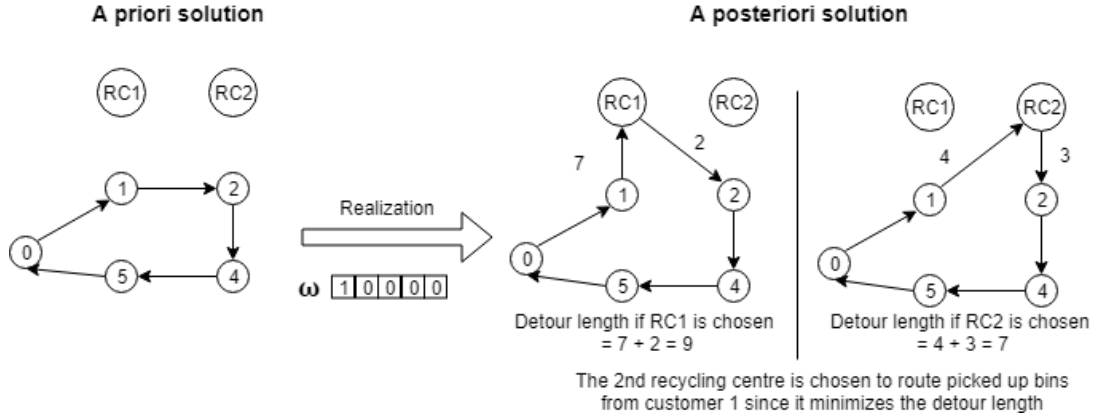 A priori solution
A posteriori solution
RC1
RC2
1
2
0
5
4
Realization
ω 1 0 0 0 0
RC1
RC2
7
2
1
2
0
5
4
Detour length if RC1 is chosen
= 7 + 2 = 9
RC1
RC2
4
3
1
2
0
5
4
Detour length if RC2 is chosen
= 4 + 3 = 7
The 2nd recycling centre is chosen to route picked up bins
from customer 1 since it minimizes the detour length